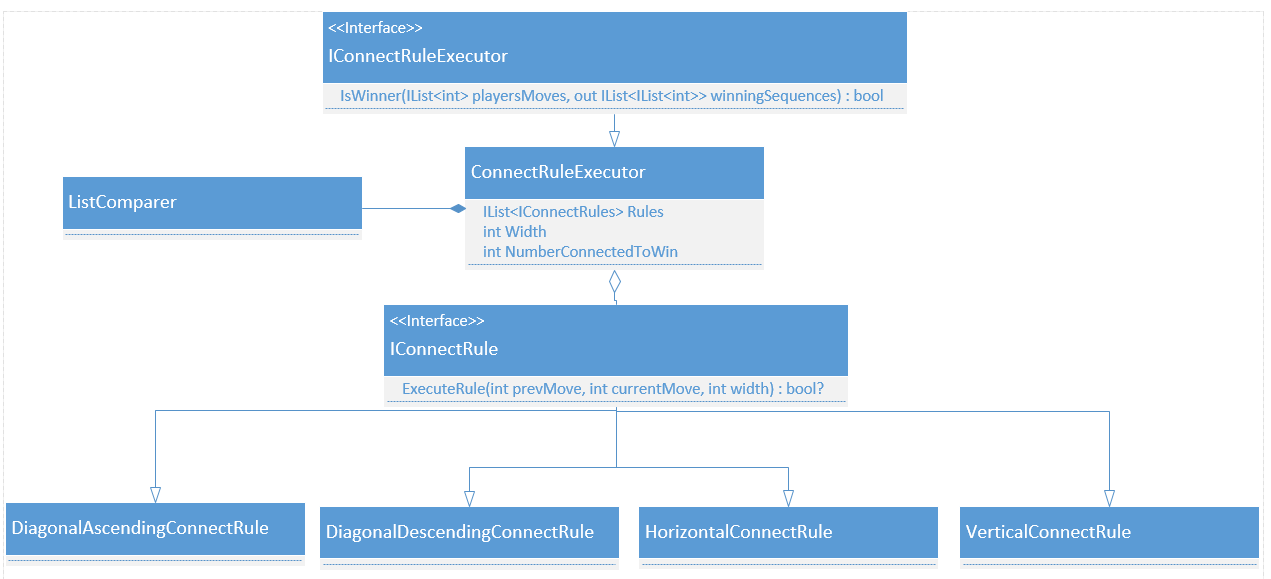 <<Interface>>
IConnectRuleExecutor
IsWinner(IList<int> playersMoves, out IList<IList<int>> winningSequences) : bool
ConnectRuleExecutor
ListComparer
IList<IConnectRules> Rules
int Width
int NumberConnectedToWin
<<Interface>>
IConnectRule
ExecuteRule(int prevMove, int currentMove, int width) : bool?
DiagonalAscendingConnectRule
DiagonalDescendingConnectRule
HorizontalConnectRule
VerticalConnectRule